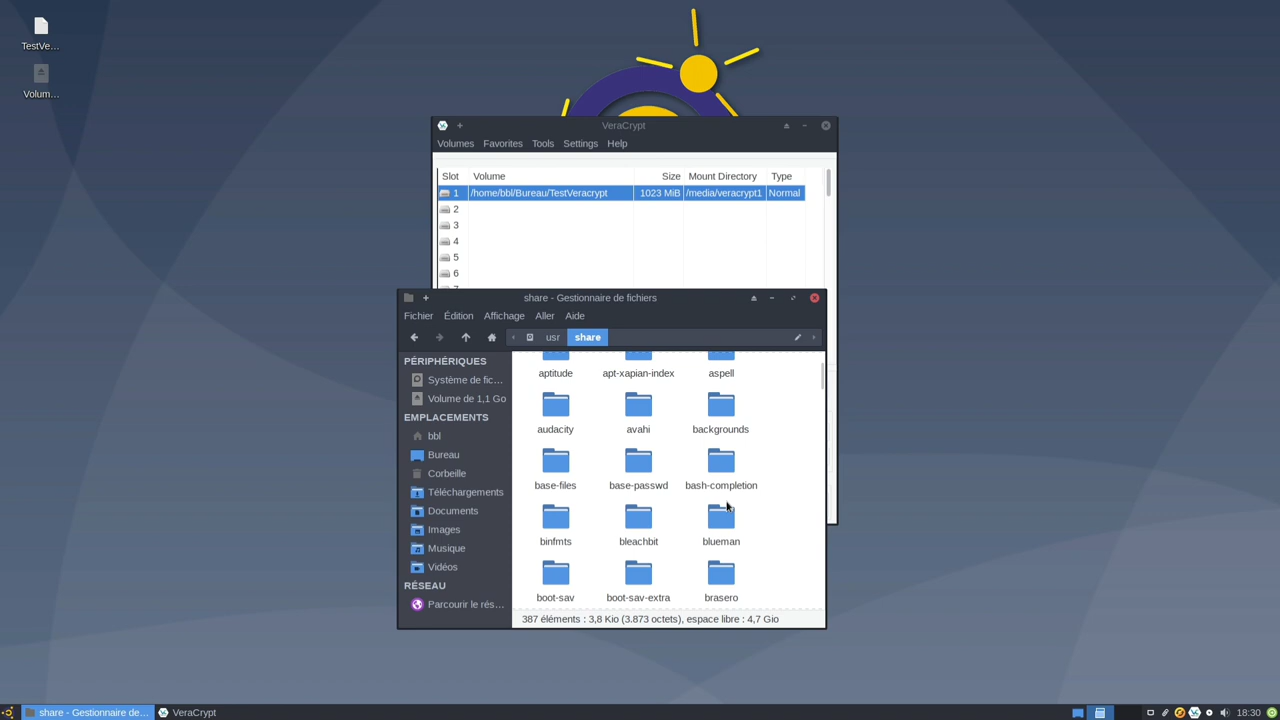 TestVe...
Volum...
VeraCrypt
Volumes Favorites Tools Settings Help
Slot Volume Size Mount Directory Type
1 /home/bbl/Bureau/TestVeracrypt 1023 MiB /media/veracrypt1 Normal
2
3
4
5
6
share - Gestionnaire de fichiers
Fichier Édition Affichage Aller Aide
usr share
PÉRIPHÉRIQUES
Système de fic...
Volume de 1,1 Go
EMPLACEMENTS
bbl
Bureau
Corbeille
Téléchargements
Documents
Images
Musique
Vidéos
RÉSEAU
Parcourir le rés...
aptitude apt-xapian-index aspell
audacity avahi backgrounds
base-files base-passwd bash-completion
binfmts bleachbit blueman
boot-sav boot-sav-extra brasero
387 éléments : 3,8 Kio (3.873 octets), espace libre : 4,7 Gio
share - Gestionnaire de... VeraCrypt 18:30